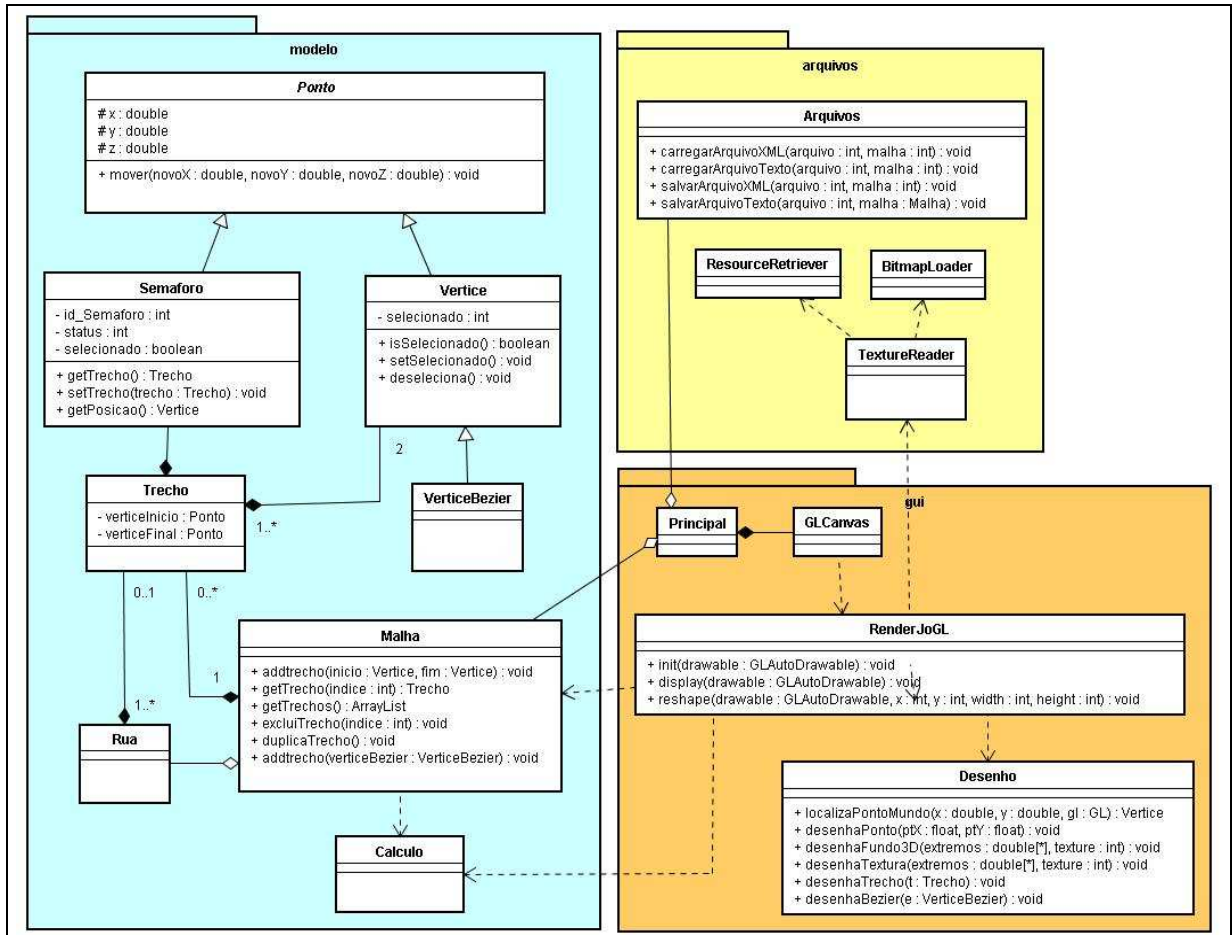 modelo
Ponto
# x : double
# y : double
# z : double
+ mover(novoX : double, novoY : double, novoZ : double) : void
Semaforo
- id_Semaforo : int
- status : int
- selecionado : boolean
+ getTrecho() : Trecho
+ setTrecho(trecho : Trecho) : void
+ getPosicao() : Vertice
Vertice
- selecionado : int
+ isSelecionado() : boolean
+ setSelecionado() : void
+ deseleciona() : void
2
Trecho
- verticeInicio : Ponto
- verticeFinal : Ponto
1..*
VerticeBezier
0..1
0..*
Malha
+ addtrecho(inicio : Vertice, fim : Vertice) : void
+ getTrecho(indice : int) : Trecho
+ getTrechos() : ArrayList
+ excluiTrecho(indice : int) : void
+ duplicaTrecho() : void
+ addtrecho(verticeBezier : VerticeBezier) : void
1
1..*
Rua
Calculo
arquivos
Arquivos
+ carregarArquivoXML(arquivo : int, malha : int) : void
+ carregarArquivoTexto(arquivo : int, malha : int) : void
+ salvarArquivoXML(arquivo : int, malha : int) : void
+ salvarArquivoTexto(arquivo : int, malha : Malha) : void
ResourceRetriever
BitmapLoader
TextureReader
gui
Principal
GLCanvas
RenderJoGL
+ init(drawable : GLAutoDrawable) : void
+ display(drawable : GLAutoDrawable) : void
+ reshape(drawable : GLAutoDrawable, x : int, y : int, width : int, height : int) : void
Desenho
+ localizaPontoMundo(x : double, y : double, gl : GL) : Vertice
+ desenhaPonto(ptX : float, ptY : float) : void
+ desenhaFundo3D(extremos : double[*], texture : int) : void
+ desenhaTextura(extremos : double[*], texture : int) : void
+ desenhaTrecho(t : Trecho) : void
+ desenhaBezier(e : VerticeBezier) : void